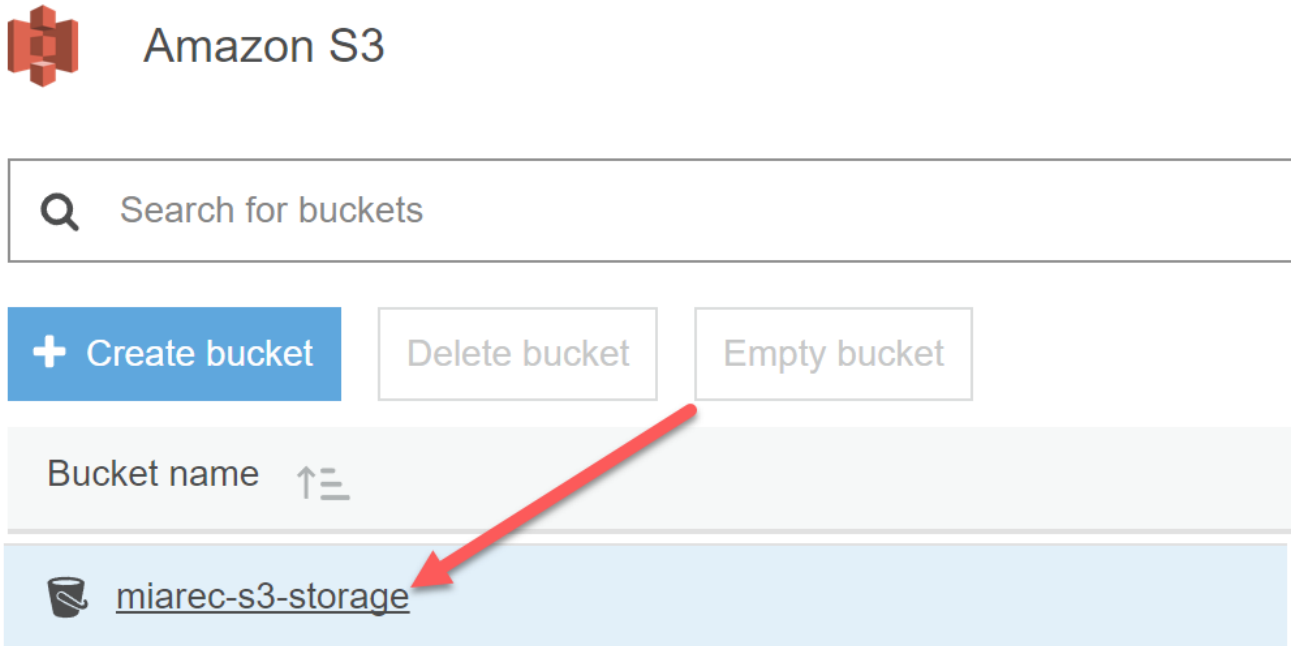 Amazon S3
Search for buckets
Create bucket Delete bucket Empty bucket
Bucket name
miarec-s3-storage